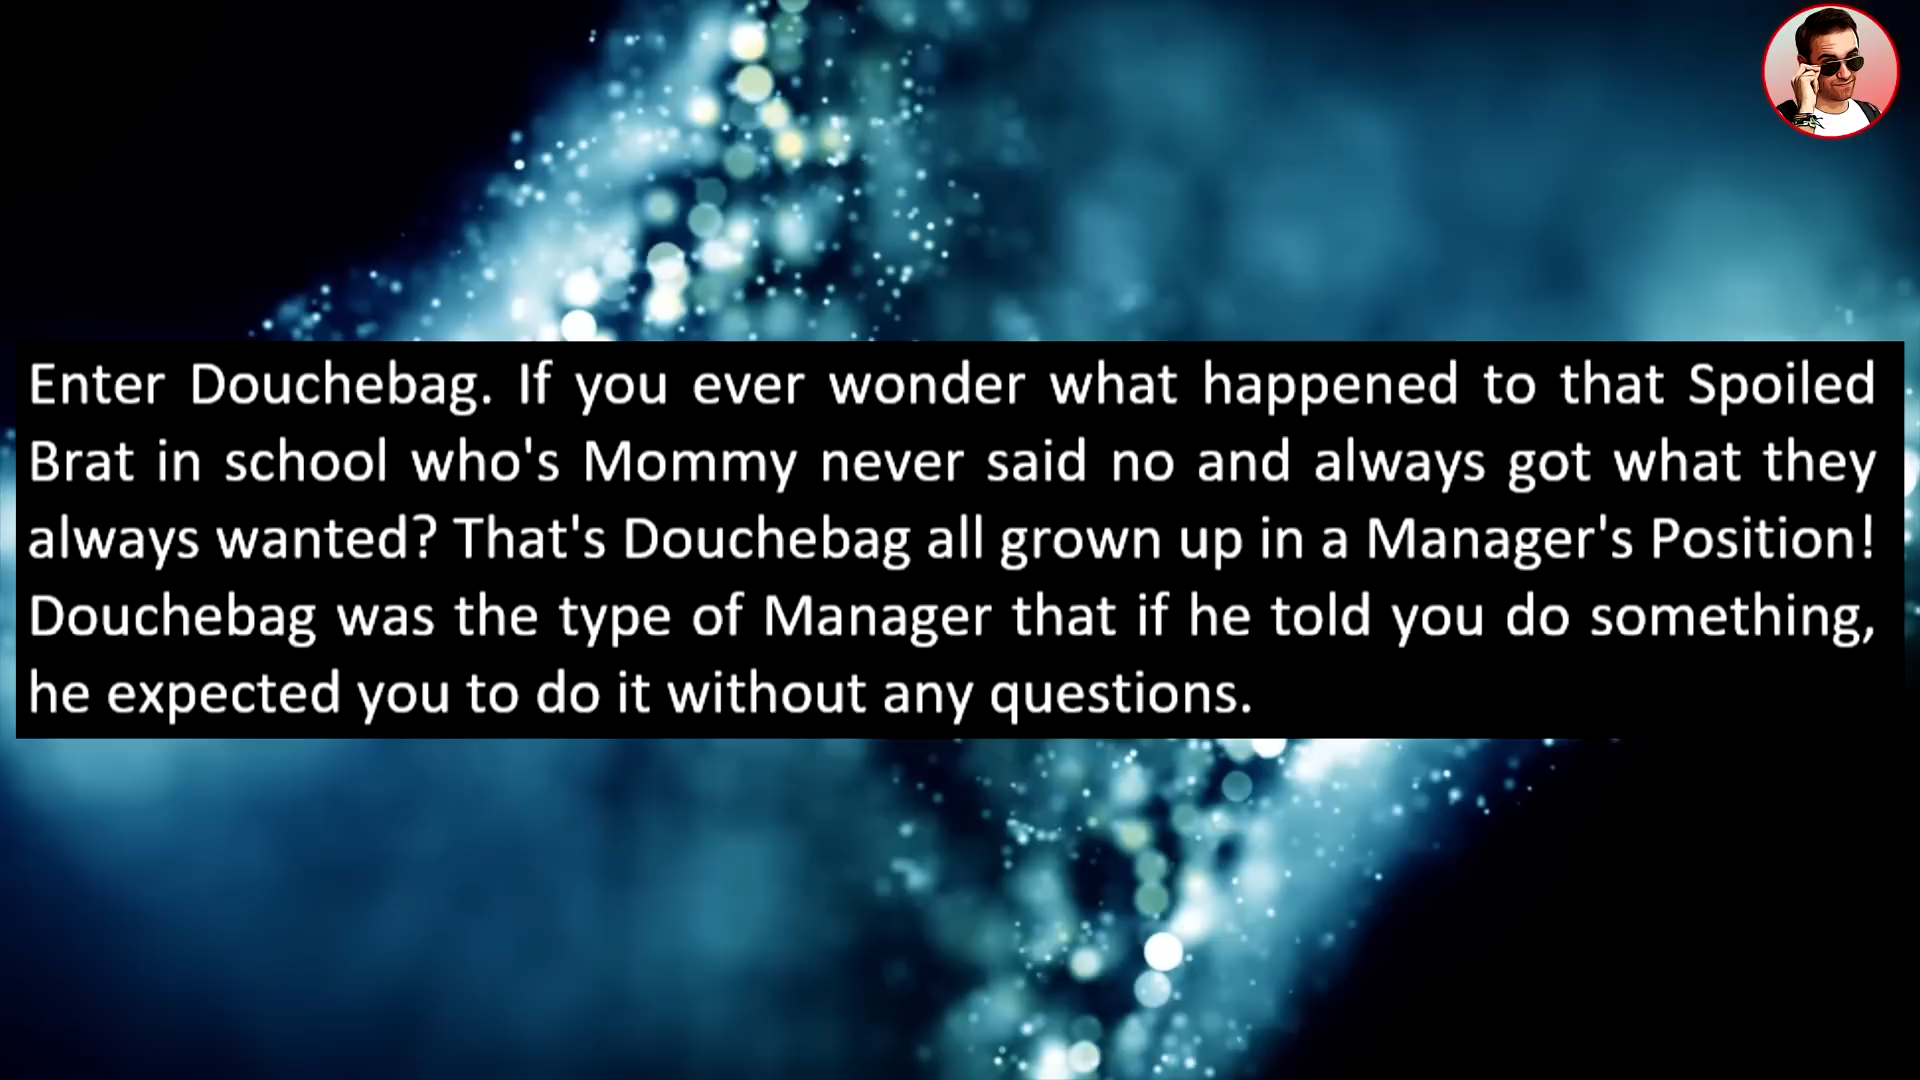 Enter Douchebag. If you ever wonder what happened to that Spoiled
Brat in school who's Mommy never said no and always got what they
always wanted? That's Douchebag all grown up in a Manager's Position!
Douchebag was the type of Manager that if he told you do something,
he expected you to do it without any questions.